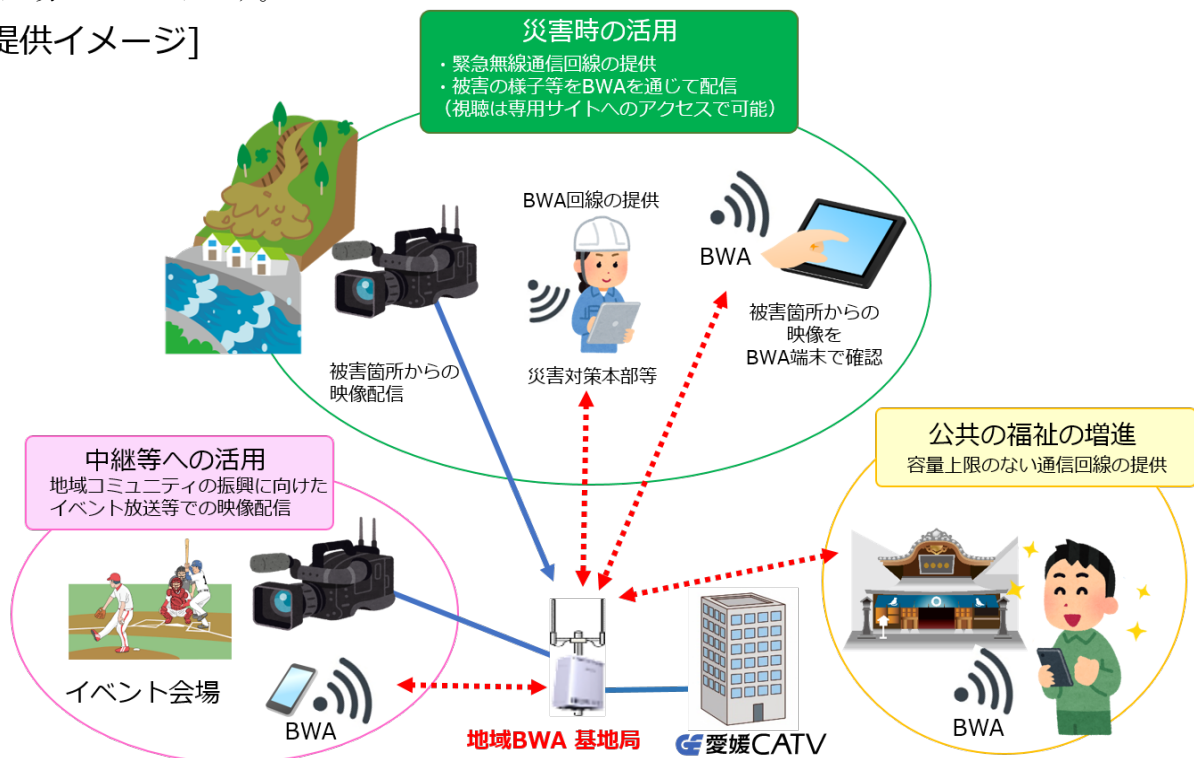 提供イメージ]
災害時の活用
・緊急無線通信回線の提供
・被害の様子等をBWAを通じて配信
（視聴は専用サイトへのアクセスで可能）
BWA回線の提供
BWA
被害箇所からの
映像配信
災害対策本部等
被害箇所からの
映像を
BWA端末で確認
中継等への活用
地域コミュニティの振興に向けた
イベント放送等での映像配信
公共の福祉の増進
容量上限のない通信回線の提供
イベント会場
BWA
地域BWA 基地局
愛媛CATV
BWA